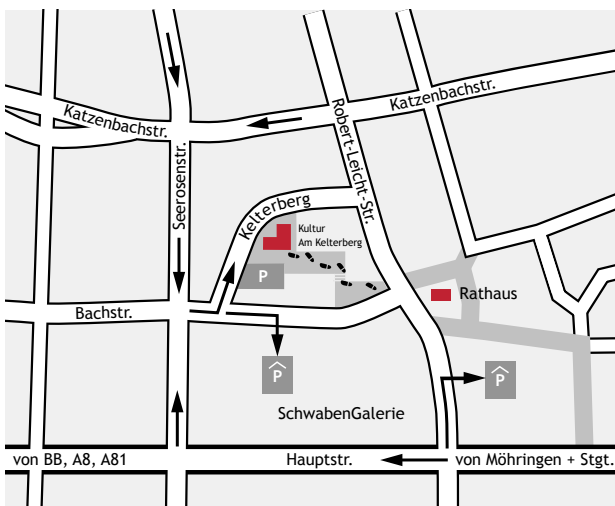 Katzenbachstr.
Katzenbachstr.
Robert-Leicht-Str.
Seerosenstr.
Kelterberg
Kultur
Am Kelterberg
P
Rathaus
Bachstr.
P
P
SchwabenGalerie
von BB, A8, A81
Hauptstr.
von Möhringen + Stgt.